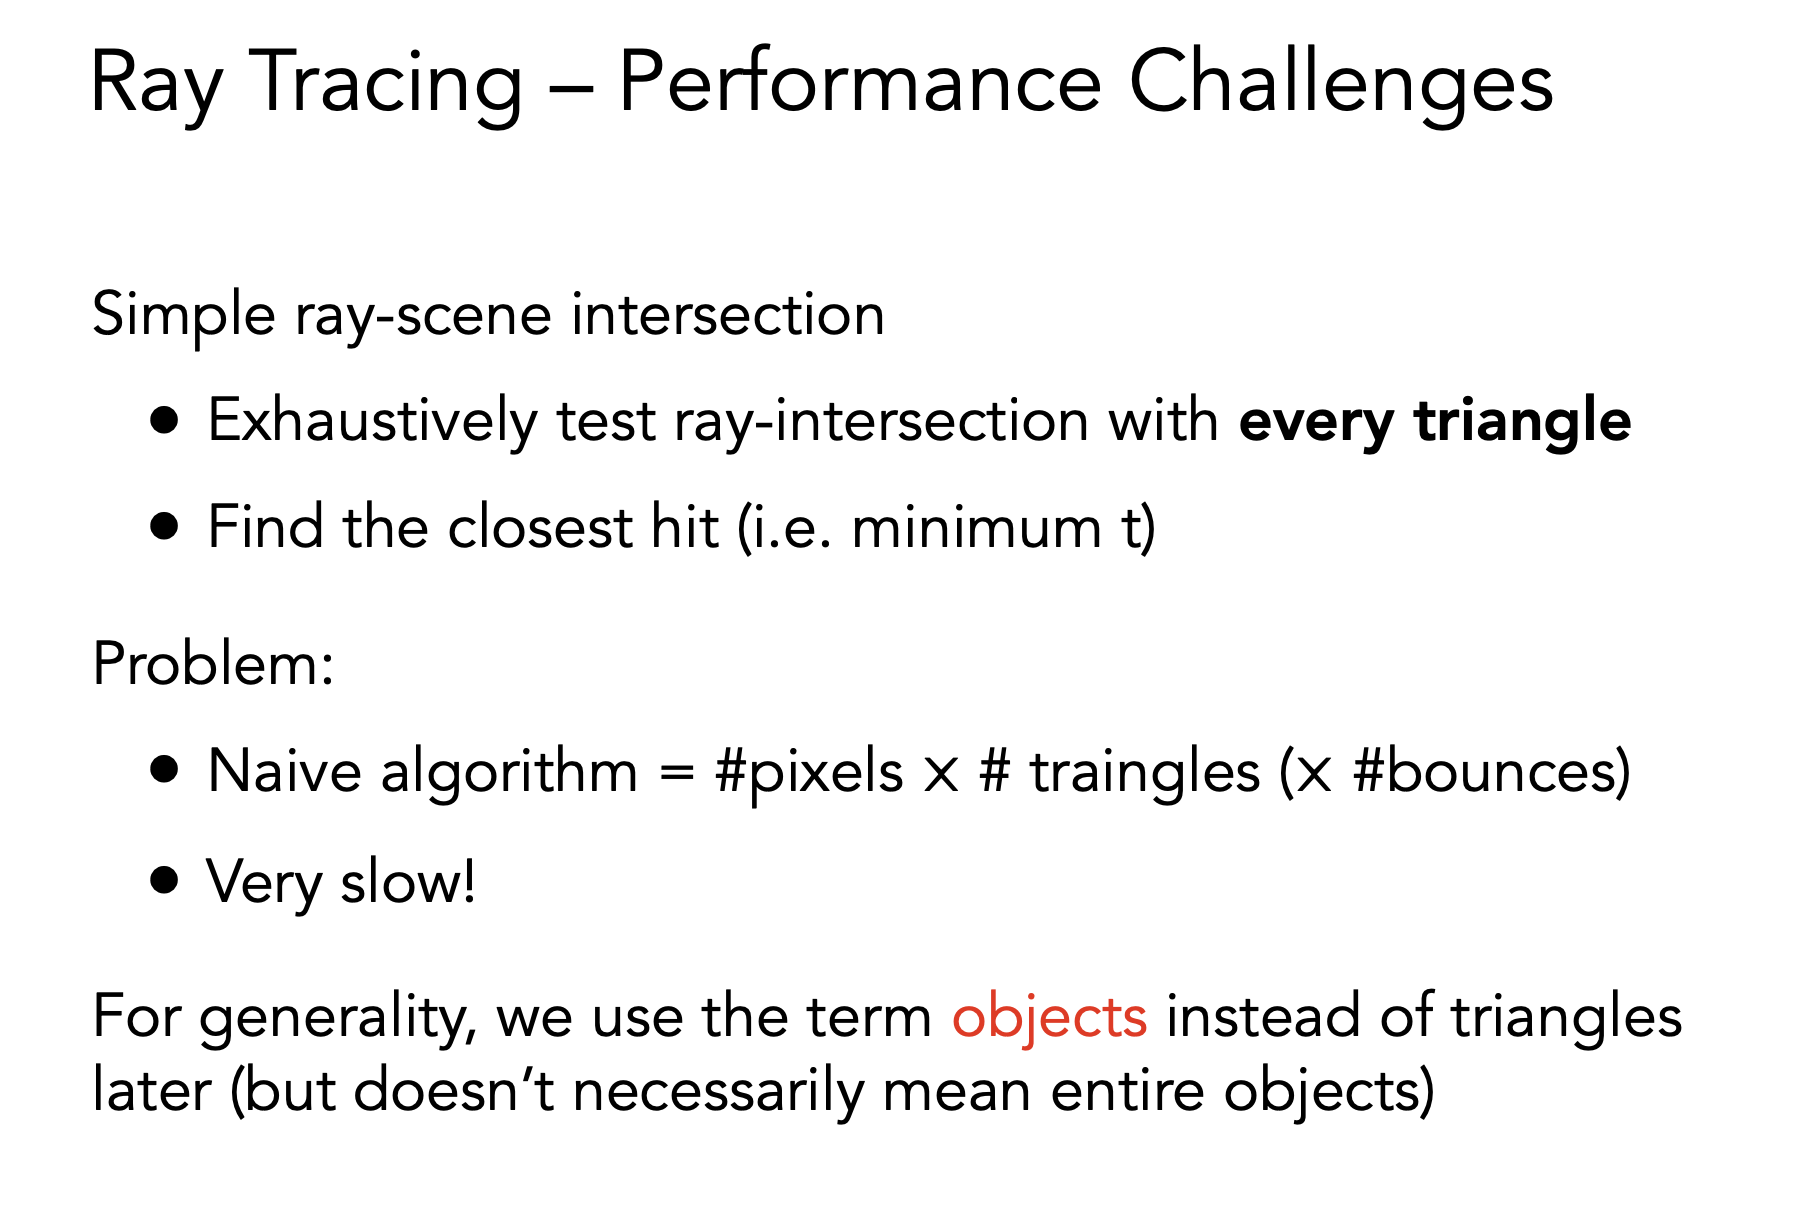 Ray Tracing – Performance Challenges
Simple ray-scene intersection
• Exhaustively test ray-intersection with every triangle
• Find the closest hit (i.e. minimum t)
Problem:
• Naive algorithm = #pixels x # traingles (x #bounces)
• Very slow!
For generality, we use the term objects instead of triangles
later (but doesn’t necessarily mean entire objects)